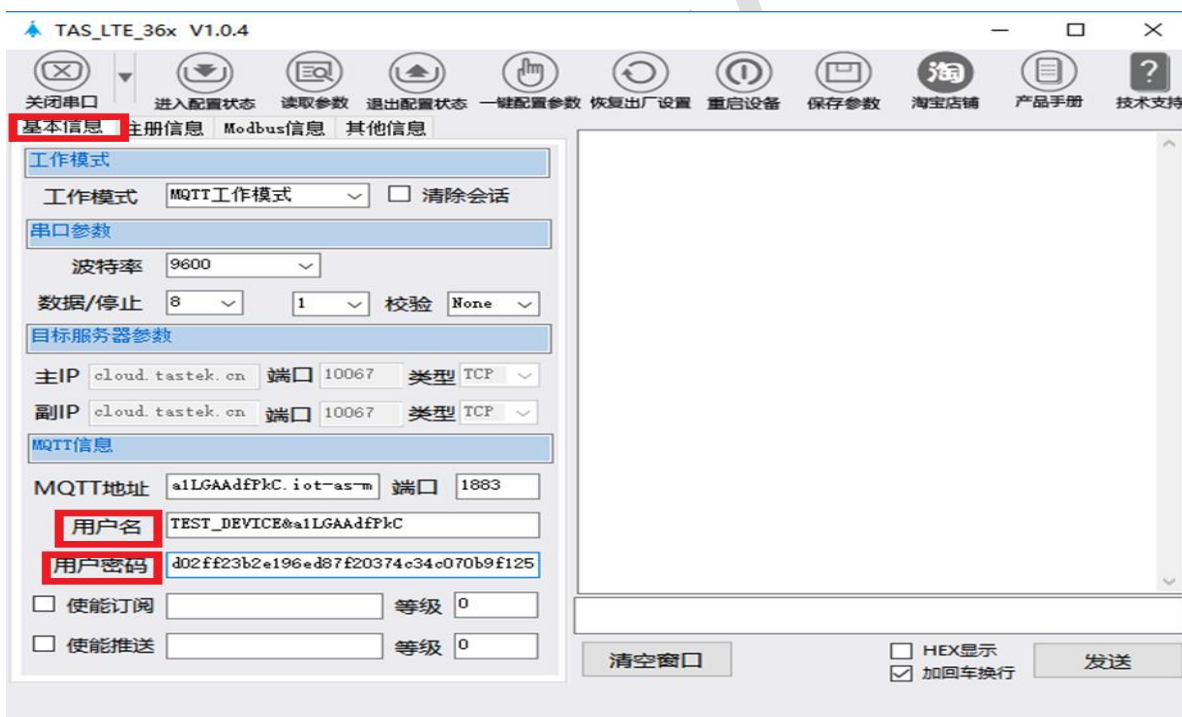 TAS_LTE_36x V1.0.4
关闭串口 进入配置状态 读取参数 退出配置状态 一键配置参数 恢复出厂设置 重启设备 保存参数 淘宝店铺 产品手册 技术支持
基本信息 注册信息 Modbus信息 其他信息
工作模式
工作模式 MQTT工作模式 清除会话
串口参数
波特率 9600
数据/停止 8 1 校验 None
目标服务器参数
主IP cloud.tastek.cn 端口 10067 类型 TCP
副IP cloud.tastek.cn 端口 10067 类型 TCP
MQTT信息
MQTT地址 a1LGAAdfPkC.iot-as-m 端口 1883
用户名 TEST_DEVICE&a1LGAAdfPkC
用户密码 d02ff23b2e196ed87f20374c34c070b9f125
使能订阅 等级 0
使能推送 等级 0
清空窗口 HEX显示 发送
加回车换行